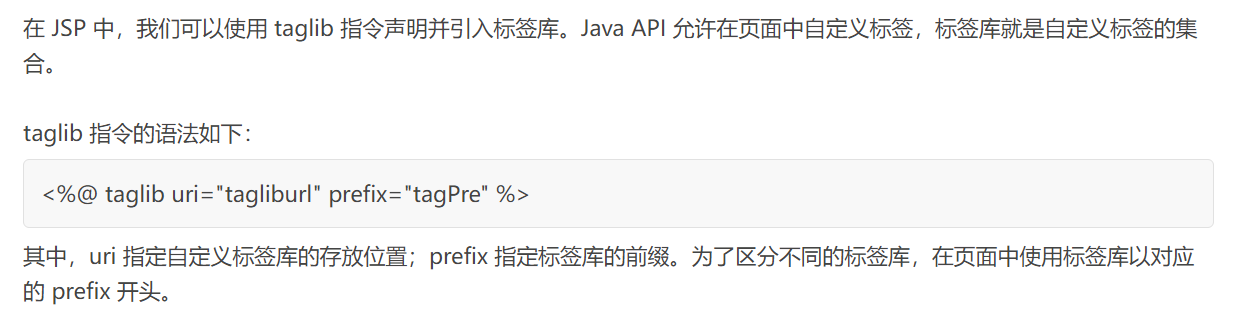 在 JSP 中，我们可以使用 taglib 指令声明并引入标签库。Java API 允许在页面中自定义标签，标签库就是自定义标签的集
合。
taglib 指令的语法如下：
<%@ taglib uri="tagliburl" prefix="tagPre" %>
其中，uri 指定自定义标签库的存放位置；prefix 指定标签库的前缀。为了区分不同的标签库，在页面中使用标签库以对应
的 prefix 开头。